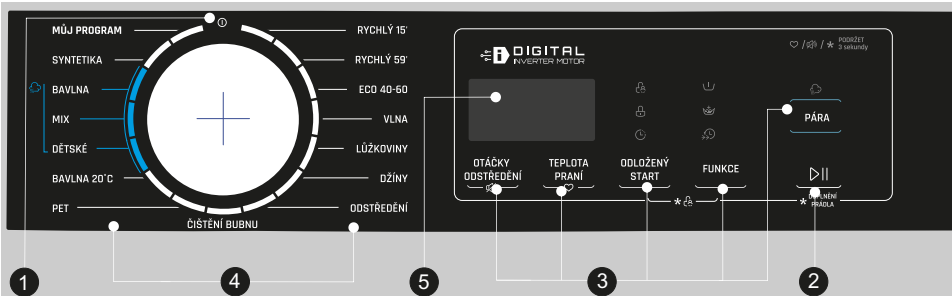 MŮJ PROGRAM
SYNTETIKA
BAVLNA
MIX
DĚTSKÉ
BAVLNA 20°C
PET
ČIŠTĚNÍ BUBNU
RYCHLÝ 15'
RYCHLÝ 59'
ECO 40-60
VLNA
LŮŽKOVINY
DŽÍNY
ODSTŘEDĚNÍ
DIGITAL
INVERTER MOTOR
/ / * PODRŽET
3 sekundy
OTÁČKY
ODSTŘEDĚNÍ
TEPLOTA
PRANÍ
ODLOŽENÝ
START
FUNKCE
*
PÁRA
* DOPLNĚNÍ
PRÁDLA
1
4
5
3
2